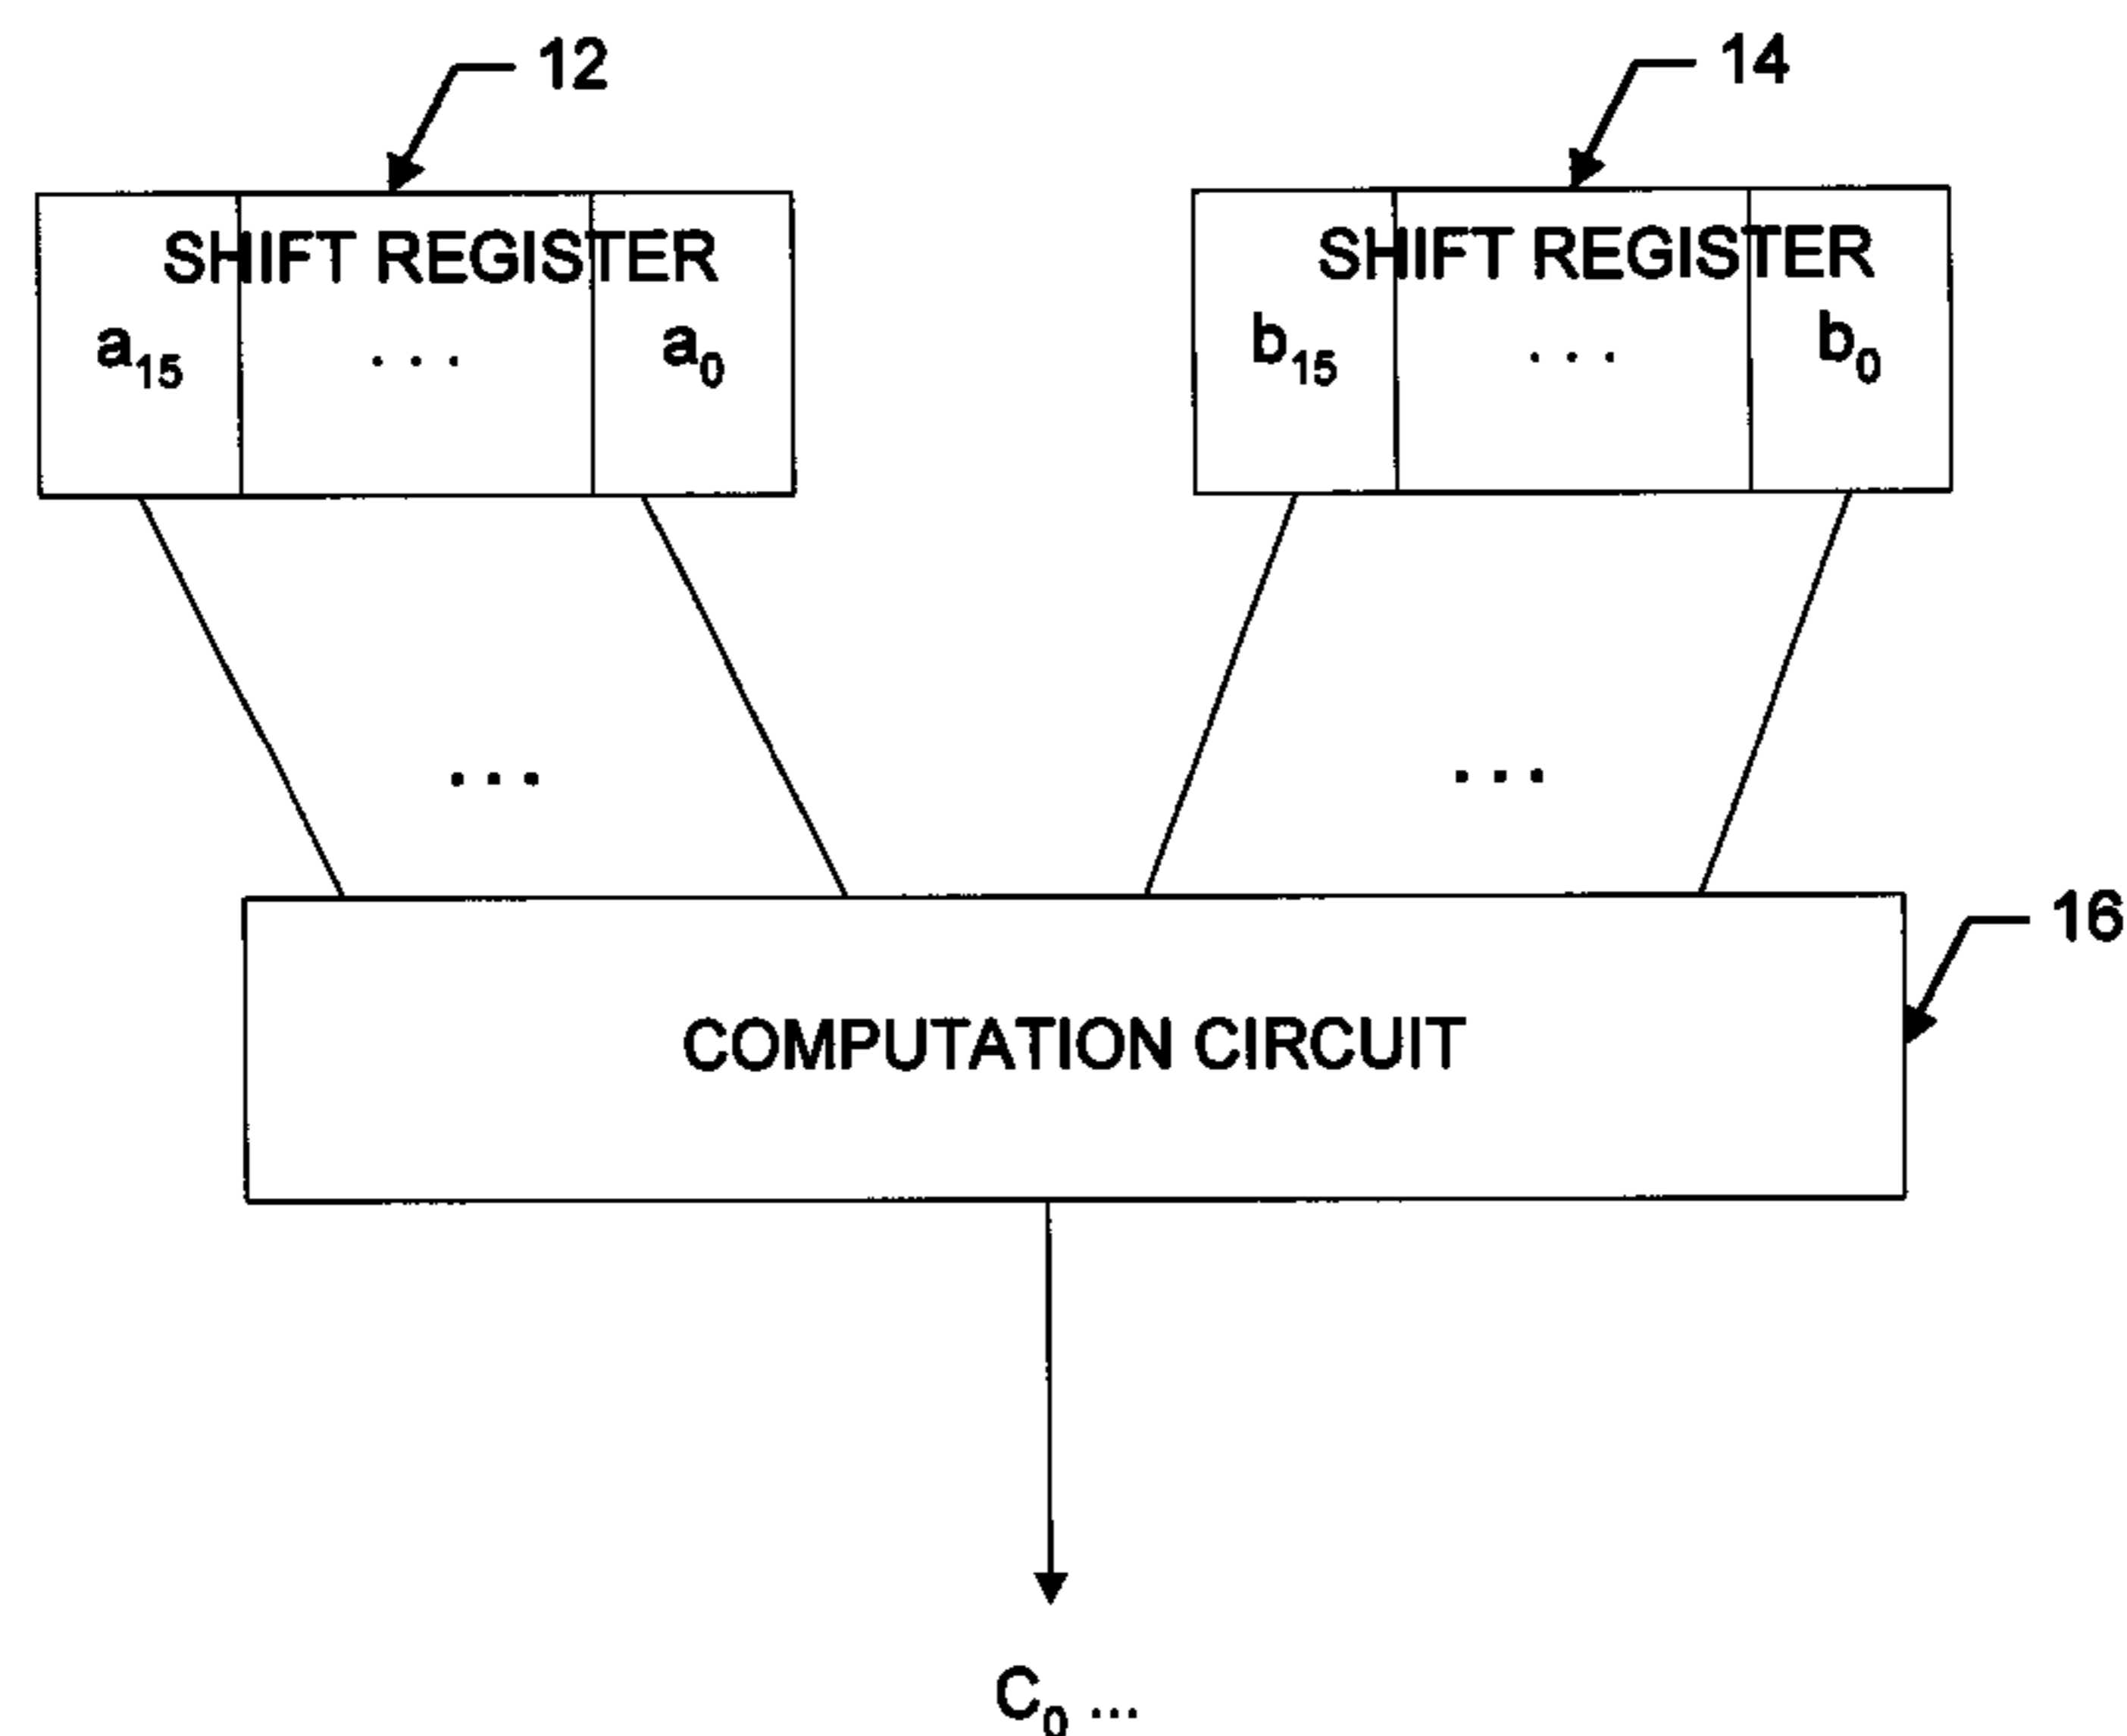 12
14
SHIFT REGISTER
SHIFT REGISTER
a₁₅ ... a₀
b₁₅ ... b₀
...
...
16
COMPUTATION CIRCUIT
C₀ ...